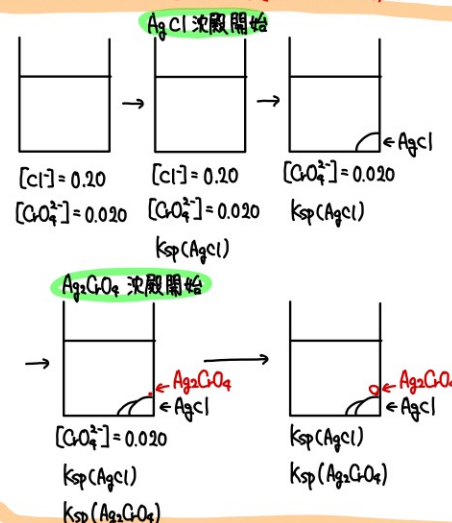 AgCl 沈殿開始
→ →
←AgCl
[Cl⁻]=0.20 [Cl⁻]=0.20 [CrO₄²⁻]=0.020
[CrO₄²⁻]=0.020 [CrO₄²⁻]=0.020 Ksp(AgCl)
Ksp(AgCl)
Ag₂CrO₄ 沈殿開始
→ →
←Ag₂CrO₄ ←Ag₂CrO₄
←AgCl ←AgCl
[CrO₄²⁻]=0.020 Ksp(AgCl)
Ksp(AgCl) Ksp(Ag₂CrO₄)
Ksp(Ag₂CrO₄)